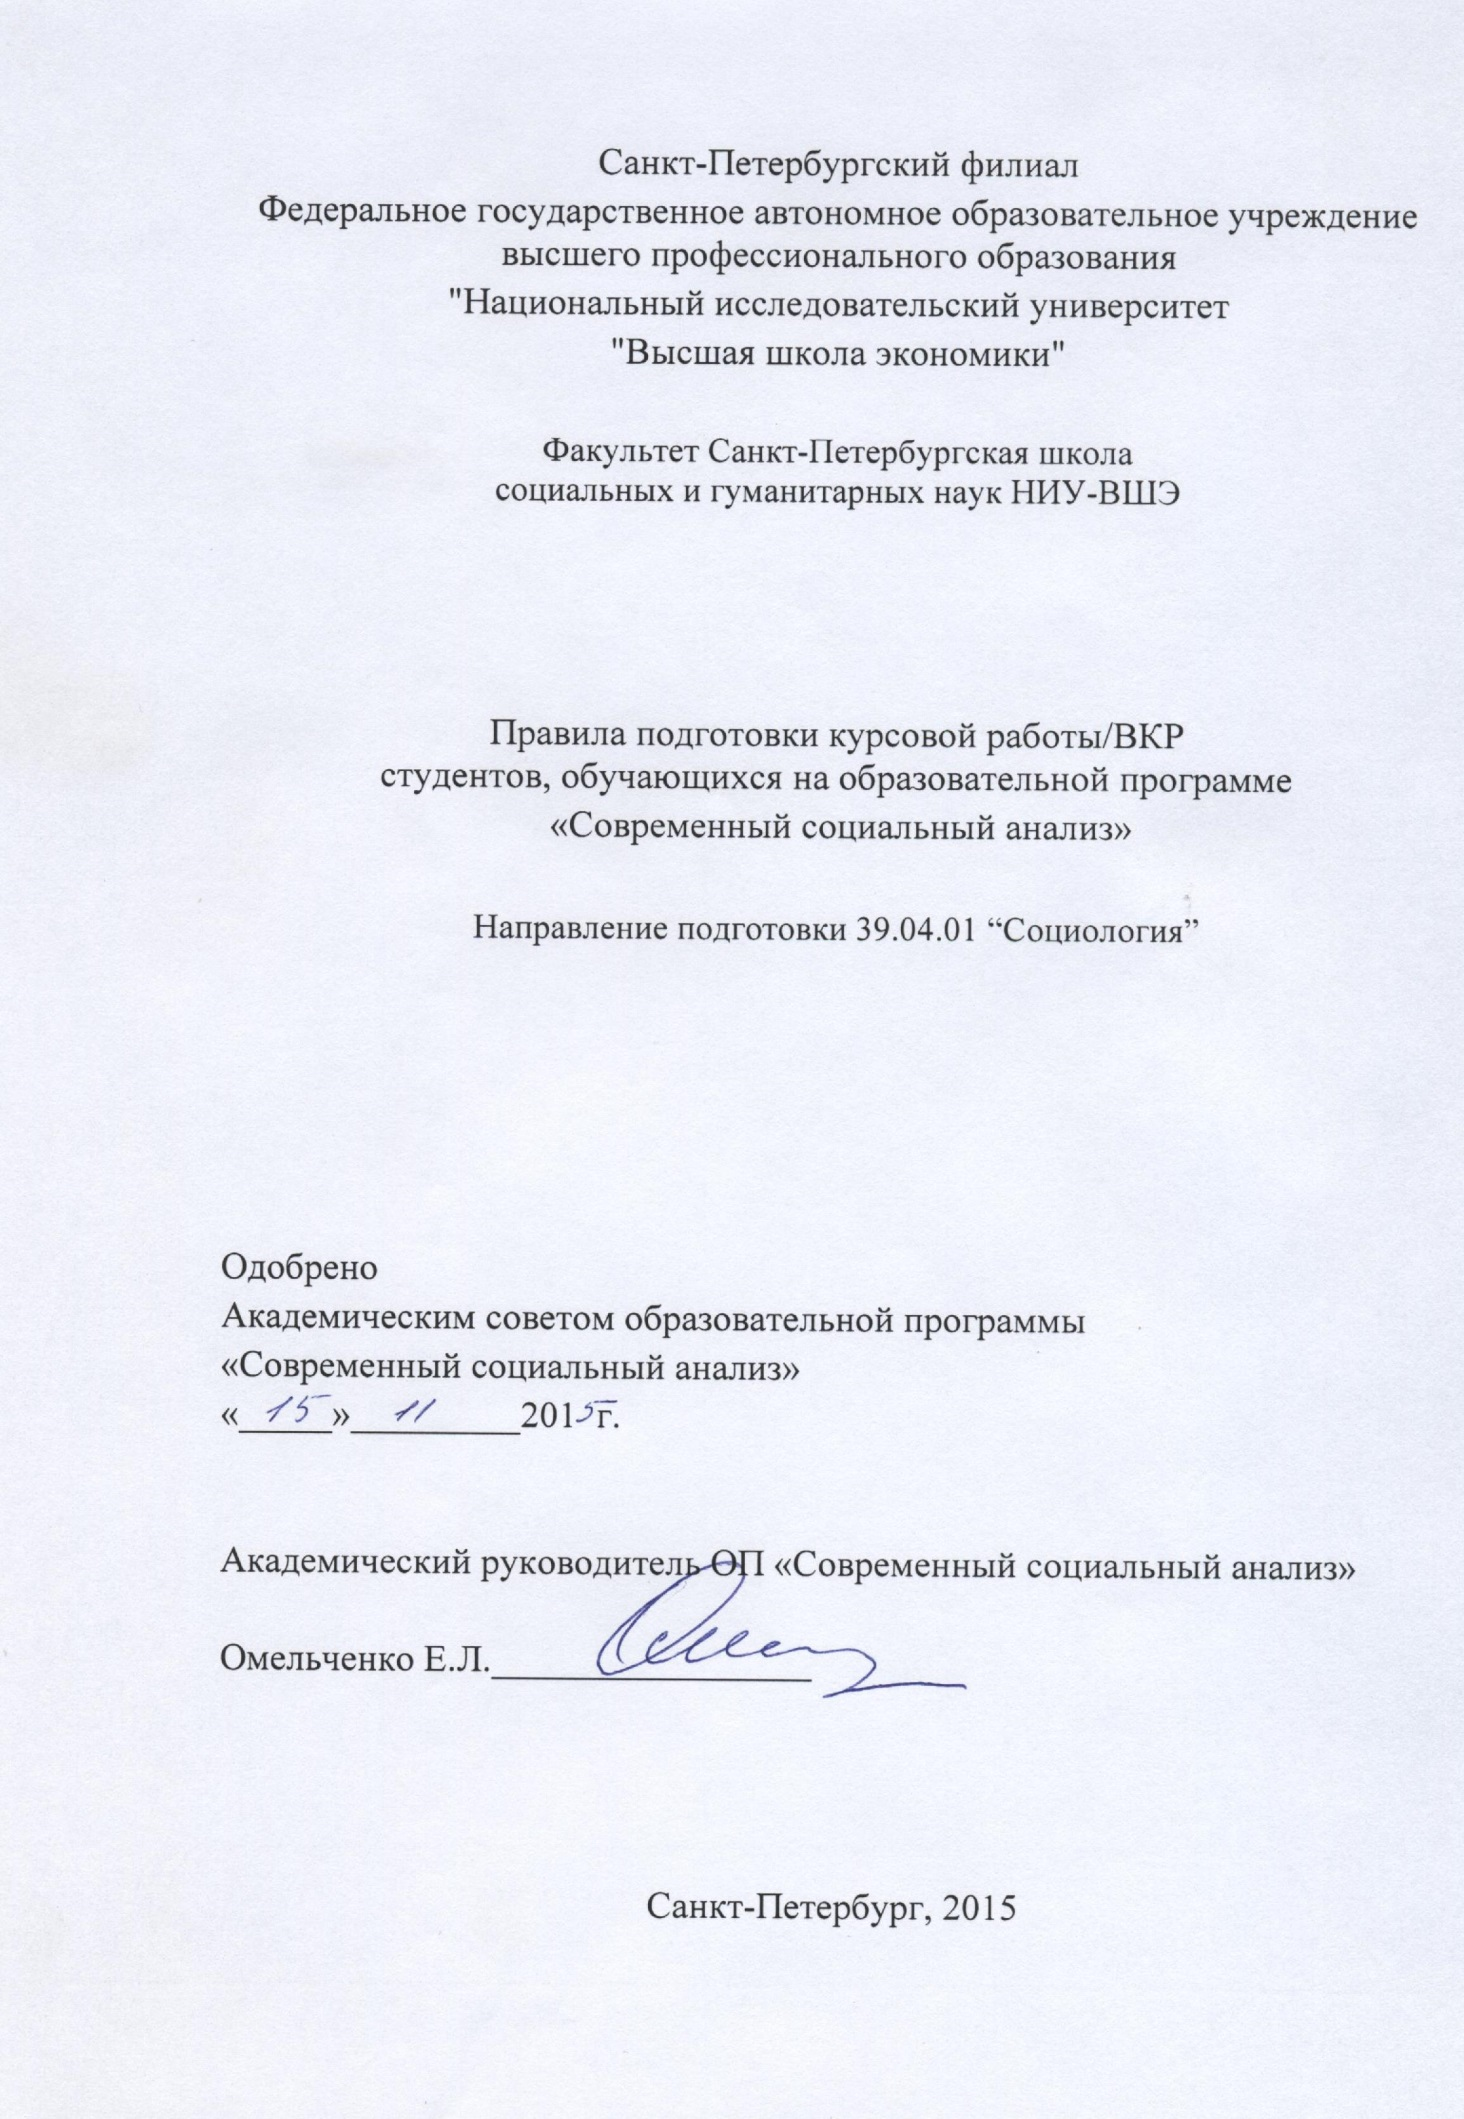 Санкт-Петербургский филиал
Федеральное государственное автономное образовательное учреждение
высшего профессионального образования
"Национальный исследовательский университет
"Высшая школа экономики"
Факультет Санкт-Петербургская школа
социальных и гуманитарных наук НИУ-ВШЭ
Правила подготовки курсовой работы/ВКР
студентов, обучающихся на образовательной программе
«Современный социальный анализ»
Направление подготовки 39.04.01 “Социология”
Одобрено
Академическим советом образовательной программы
«Современный социальный анализ»
«15» 11 2015г.
Академический руководитель ОП «Современный социальный анализ»
Омельченко Е.Л.
Санкт-Петербург, 2015